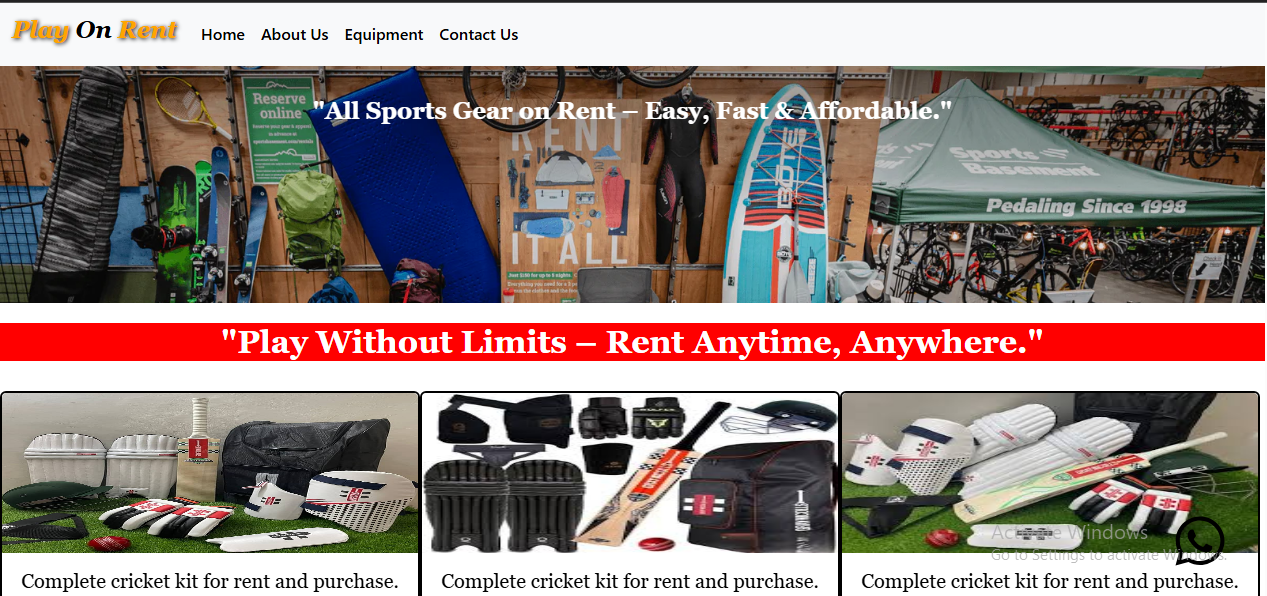 Play On Rent
Home About Us Equipment Contact Us
Reserve
online
"All Sports Gear on Rent – Easy, Fast & Affordable."
RENT
IT ALL
Sports
Basement
Pedaling Since 1998
"Play Without Limits – Rent Anytime, Anywhere."
Activate Windows
Go to Settings to activate Windows.
Complete cricket kit for rent and purchase.
Complete cricket kit for rent and purchase.
Complete cricket kit for rent and purchase.